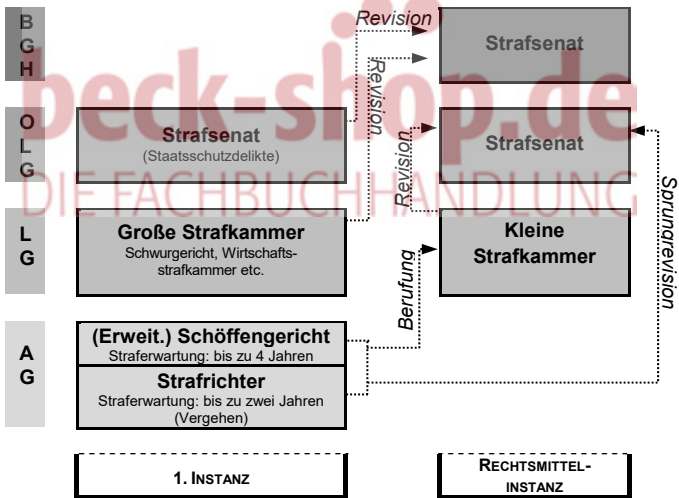 B
G
H
Revision
Strafsenat
Revision
beck-shop.de
DIE FACHBUCHHANDLUNG
O
L
G
Strafsenat
(Staatsschutzdelikte)
Revision
Strafsenat
Sprungrevision
L
G
Große Strafkammer
Schwurgericht, Wirtschafts-
strafkammer etc.
Kleine
Strafkammer
Berufung
A
G
(Erweit.) Schöffengericht
Straferwartung: bis zu 4 Jahren
Strafrichter
Straferwartung: bis zu zwei Jahren
(Vergehen)
1. INSTANZ
RECHTSMITTEL-
INSTANZ